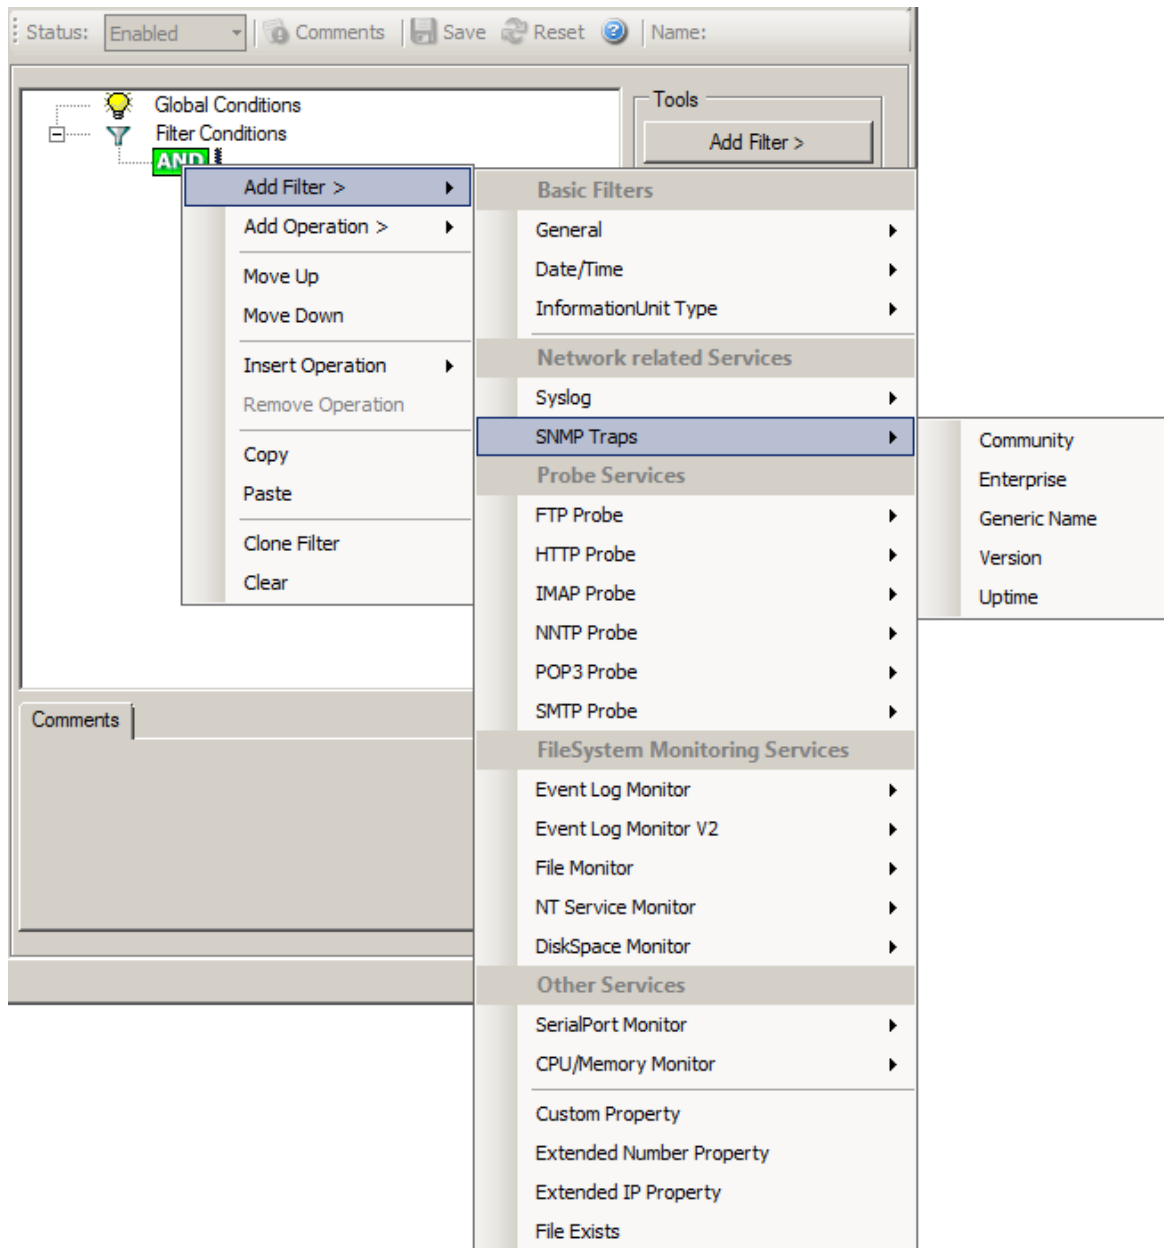 Status: Enabled Comments Save Reset Name:
Global Conditions
Filter Conditions
AND
Tools
Add Filter >
Add Filter >
Add Operation >
Move Up
Move Down
Insert Operation
Remove Operation
Copy
Paste
Clone Filter
Clear
Basic Filters
General
Date/Time
InformationUnit Type
Network related Services
Syslog
SNMP Traps
Probe Services
FTP Probe
HTTP Probe
IMAP Probe
NNTP Probe
POP3 Probe
SMTP Probe
FileSystem Monitoring Services
Event Log Monitor
Event Log Monitor V2
File Monitor
NT Service Monitor
DiskSpace Monitor
Other Services
SerialPort Monitor
CPU/Memory Monitor
Custom Property
Extended Number Property
Extended IP Property
File Exists
Community
Enterprise
Generic Name
Version
Uptime
Comments